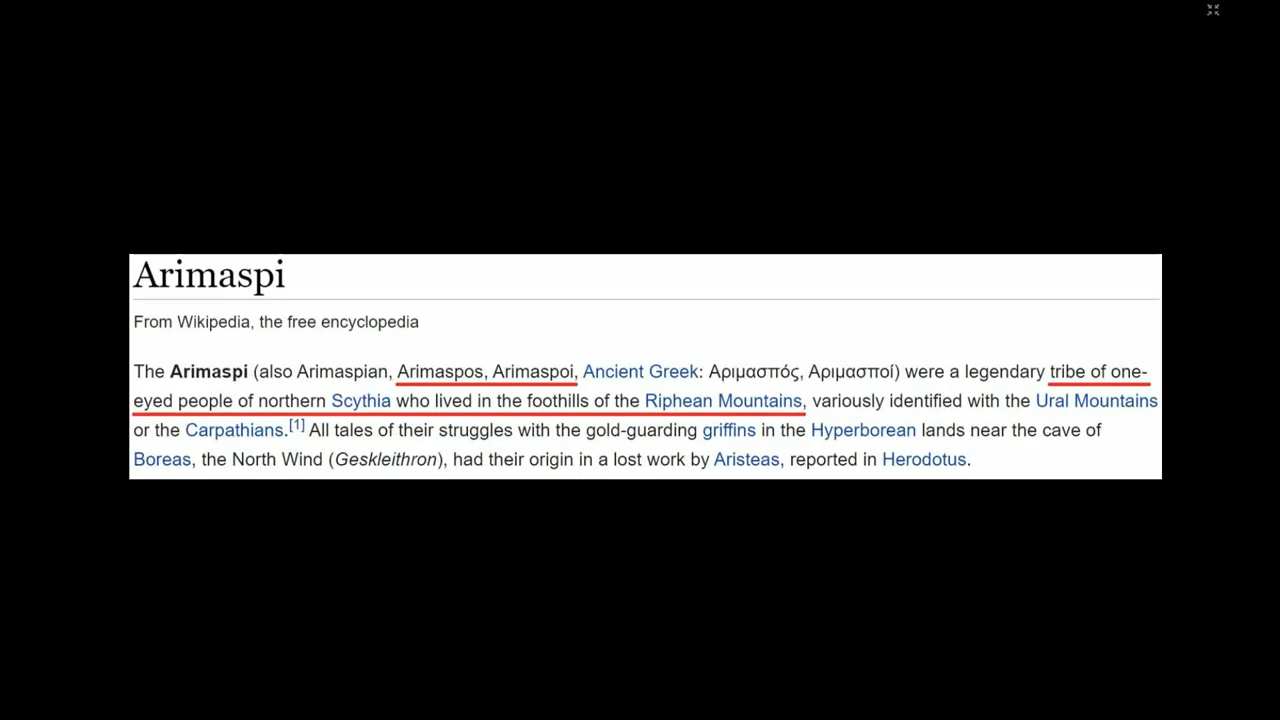 Arimaspi
From Wikipedia, the free encyclopedia
The Arimaspi (also Arimaspian, Arimaspos, Arimaspoi, Ancient Greek: Αριμασπός, Αριμασποί) were a legendary tribe of one-
eyed people of northern Scythia who lived in the foothills of the Riphean Mountains, variously identified with the Ural Mountains
or the Carpathians.[1] All tales of their struggles with the gold-guarding griffins in the Hyperborean lands near the cave of
Boreas, the North Wind (Geskleithron), had their origin in a lost work by Aristeas, reported in Herodotus.